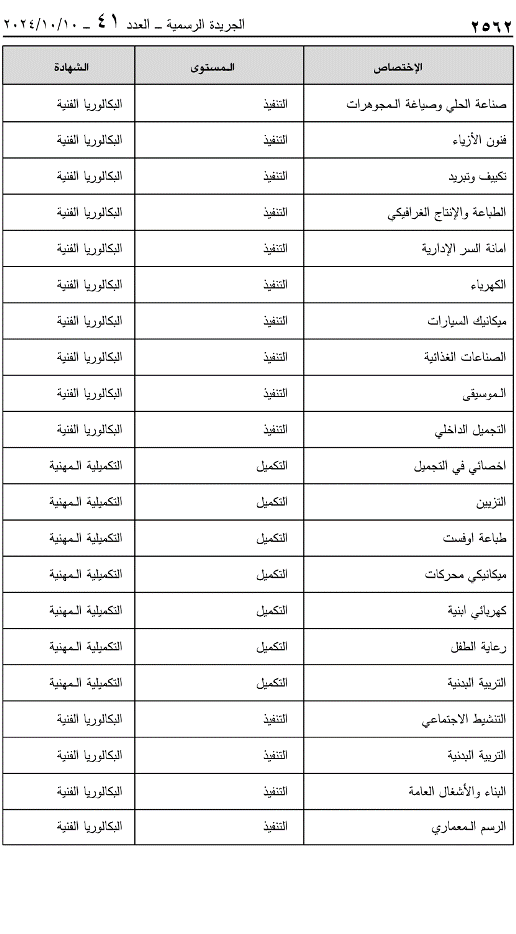 ٢٥٦٢ الجريدة الرسمية ــ العدد ٤١ ــ ٢٠٢٤/١٠/١٠
الإختصاص المستوى الشهادة
صناعة الحلي وصياغة المجوهرات التنفيذ البكالوريا الفنية
فنون الأزياء التنفيذ البكالوريا الفنية
تكييف وتبريد التنفيذ البكالوريا الفنية
الطباعة والإنتاج الغرافيكي التنفيذ البكالوريا الفنية
امانة السر الإدارية التنفيذ البكالوريا الفنية
الكهرباء التنفيذ البكالوريا الفنية
ميكانيك السيارات التنفيذ البكالوريا الفنية
الصناعات الغذائية التنفيذ البكالوريا الفنية
الموسيقى التنفيذ البكالوريا الفنية
التجميل الداخلي التنفيذ البكالوريا الفنية
اخصائي في التجميل التكميل التكميلية المهنية
التزيين التكميل التكميلية المهنية
طباعة اوفست التكميل التكميلية المهنية
ميكانيكي محركات التكميل التكميلية المهنية
كهربائي ابنية التكميل التكميلية المهنية
رعاية الطفل التكميل التكميلية المهنية
التربية البدنية التكميل التكميلية المهنية
التنشيط الاجتماعي التنفيذ البكالوريا الفنية
التربية البدنية التنفيذ البكالوريا الفنية
البناء والأشغال العامة التنفيذ البكالوريا الفنية
الرسم المعماري التنفيذ البكالوريا الفنية